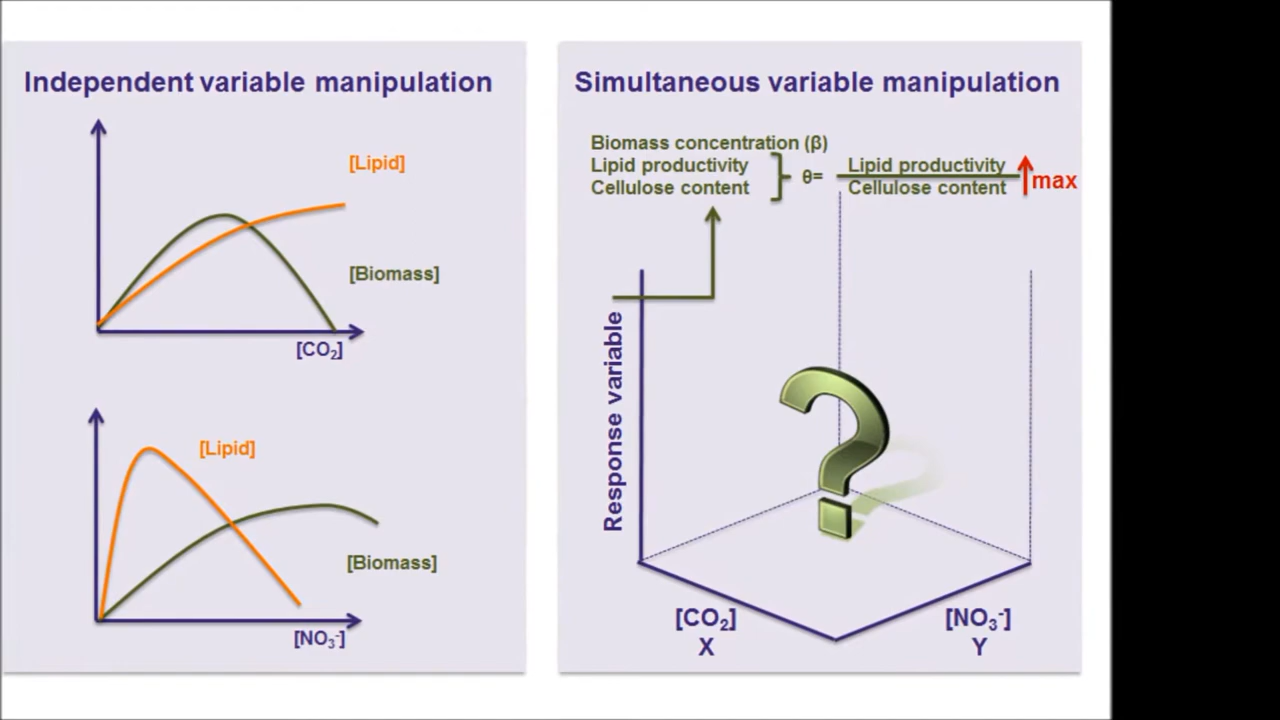 Independent variable manipulation
[Lipid]
[Biomass]
[CO₂]
[Lipid]
[Biomass]
[NO₃⁻]
Simultaneous variable manipulation
Biomass concentration (β)
Lipid productivity
Cellulose content
θ=
Lipid productivity
Cellulose content
max
Response variable
[CO₂]
X
[NO₃⁻]
Y
?